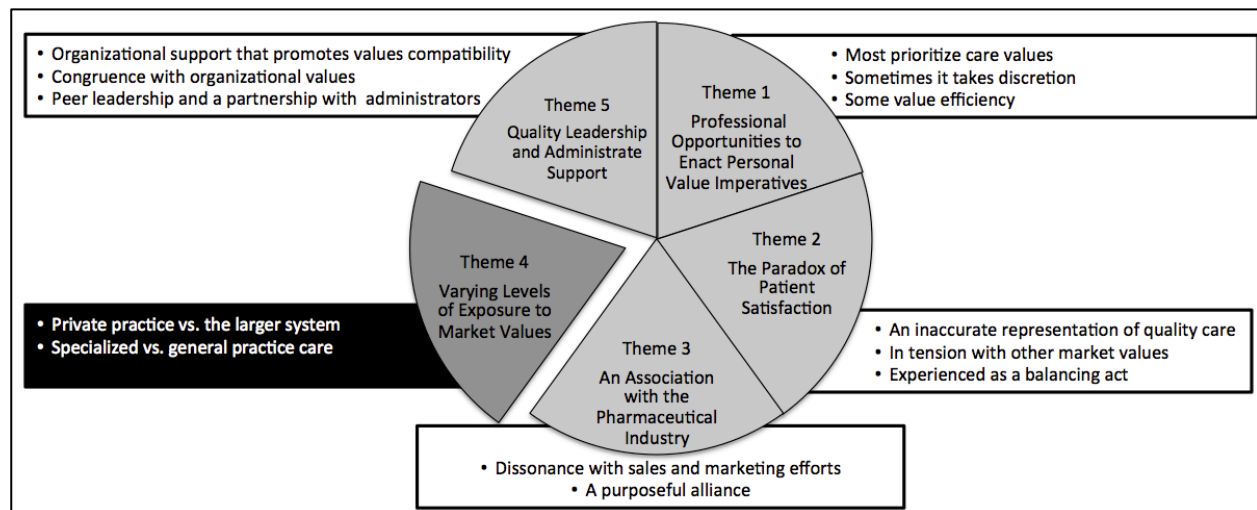 • Organizational support that promotes values compatibility
• Congruence with organizational values
• Peer leadership and a partnership with administrators
Theme 5
Quality Leadership
and Administrate
Support
Theme 1
Professional
Opportunities to
Enact Personal
Value Imperatives
• Most prioritize care values
• Sometimes it takes discretion
• Some value efficiency
Theme 4
Varying Levels
of Exposure to
Market Values
Theme 2
The Paradox of
Patient
Satisfaction
• Private practice vs. the larger system
• Specialized vs. general practice care
Theme 3
An Association
with the
Pharmaceutical
Industry
• An inaccurate representation of quality care
• In tension with other market values
• Experienced as a balancing act
• Dissonance with sales and marketing efforts
• A purposeful alliance